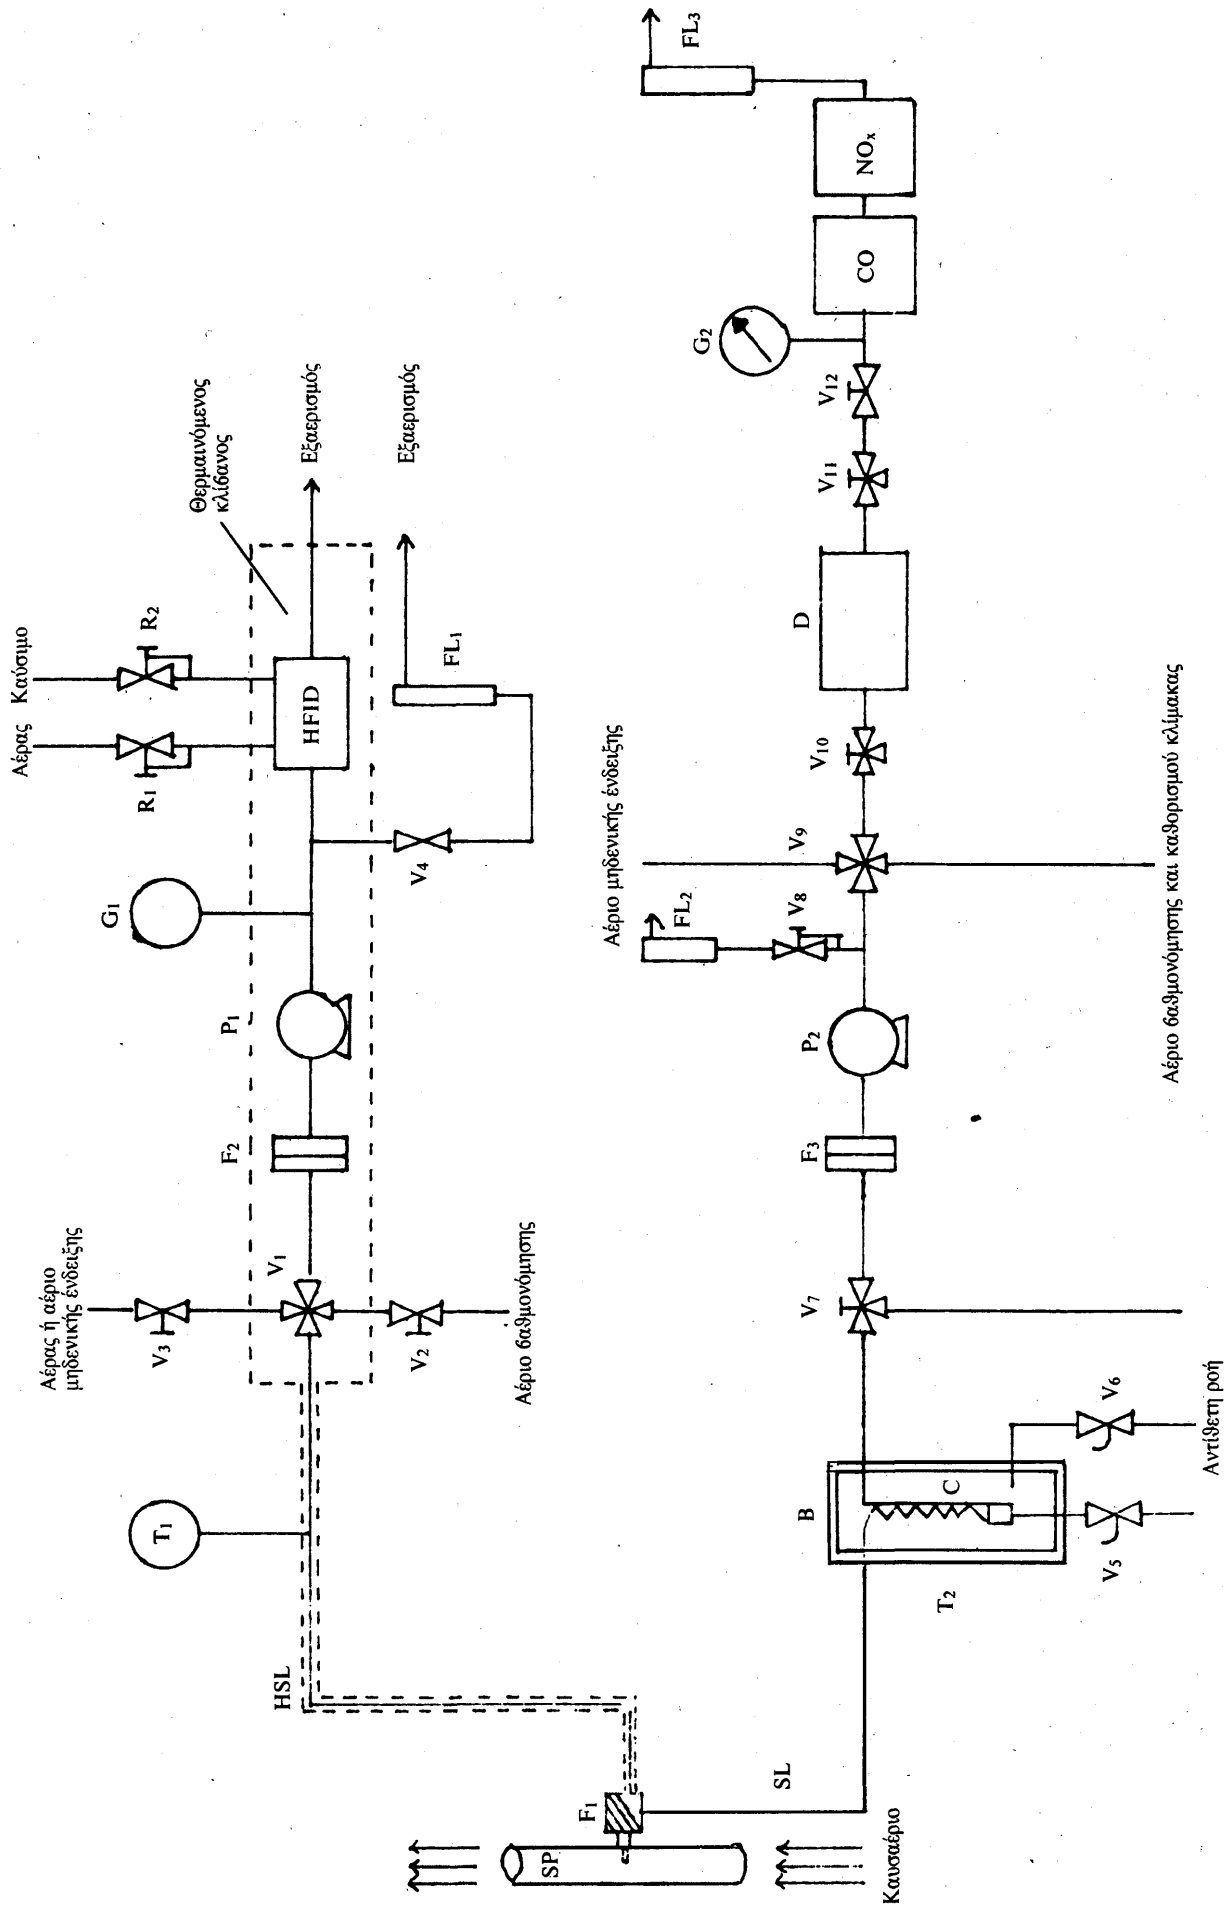 Αέρας
Καύσιμο
R1
R2
Θερμαινόμενος
κλίβανος
Εξαερισμός
HFID
G1
V4
FL1
Εξαερισμός
P1
F2
Αέρας ή αέριο
μηδενικής ένδειξης
V3
V1
V2
Αέριο βαθμονόμησης
T1
HSL
F1
SP
SL
Καυσαέριο
B
C
T2
V5
V6
Αντίθετη ροή
V7
F3
P2
FL2
V8
Αέριο μηδενικής ένδειξης
V9
Αέριο βαθμονόμησης και καθορισμού κλίμακας
V10
D
V11
V12
G2
CO
NOx
FL3